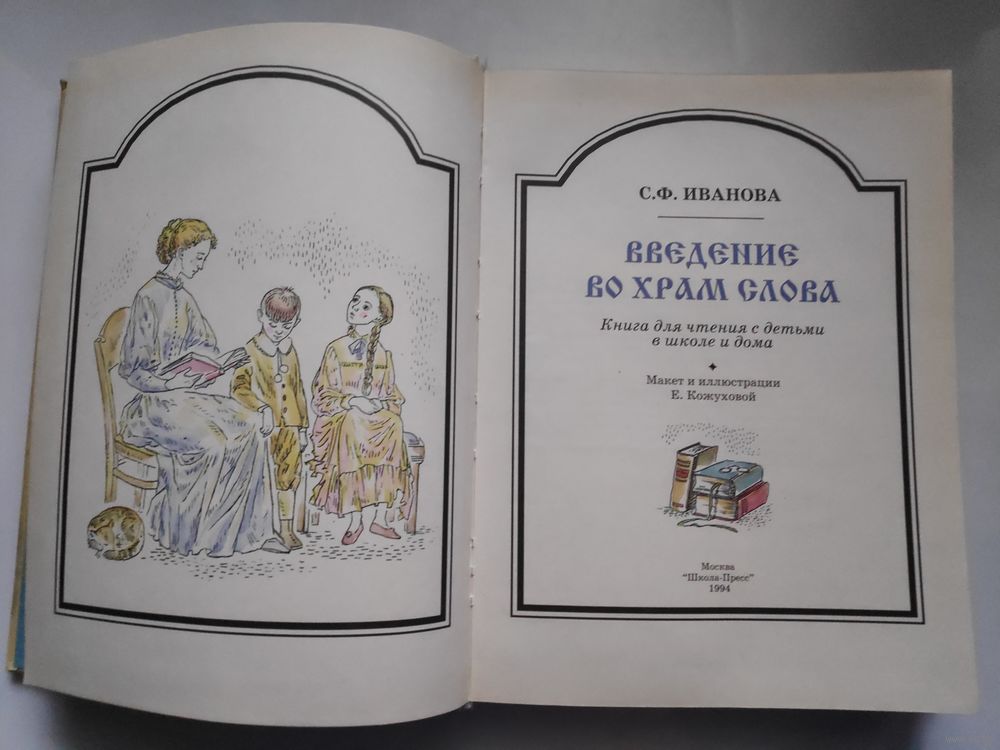 С.Ф. ИВАНОВА
ВВЕДЕНИЕ
ВО ХРАМ СЛОВА
Книга для чтения с детьми
в школе и дома
Макет и иллюстрации
Е. Кожуховой
Москва
"Школа-Пресс"
1994